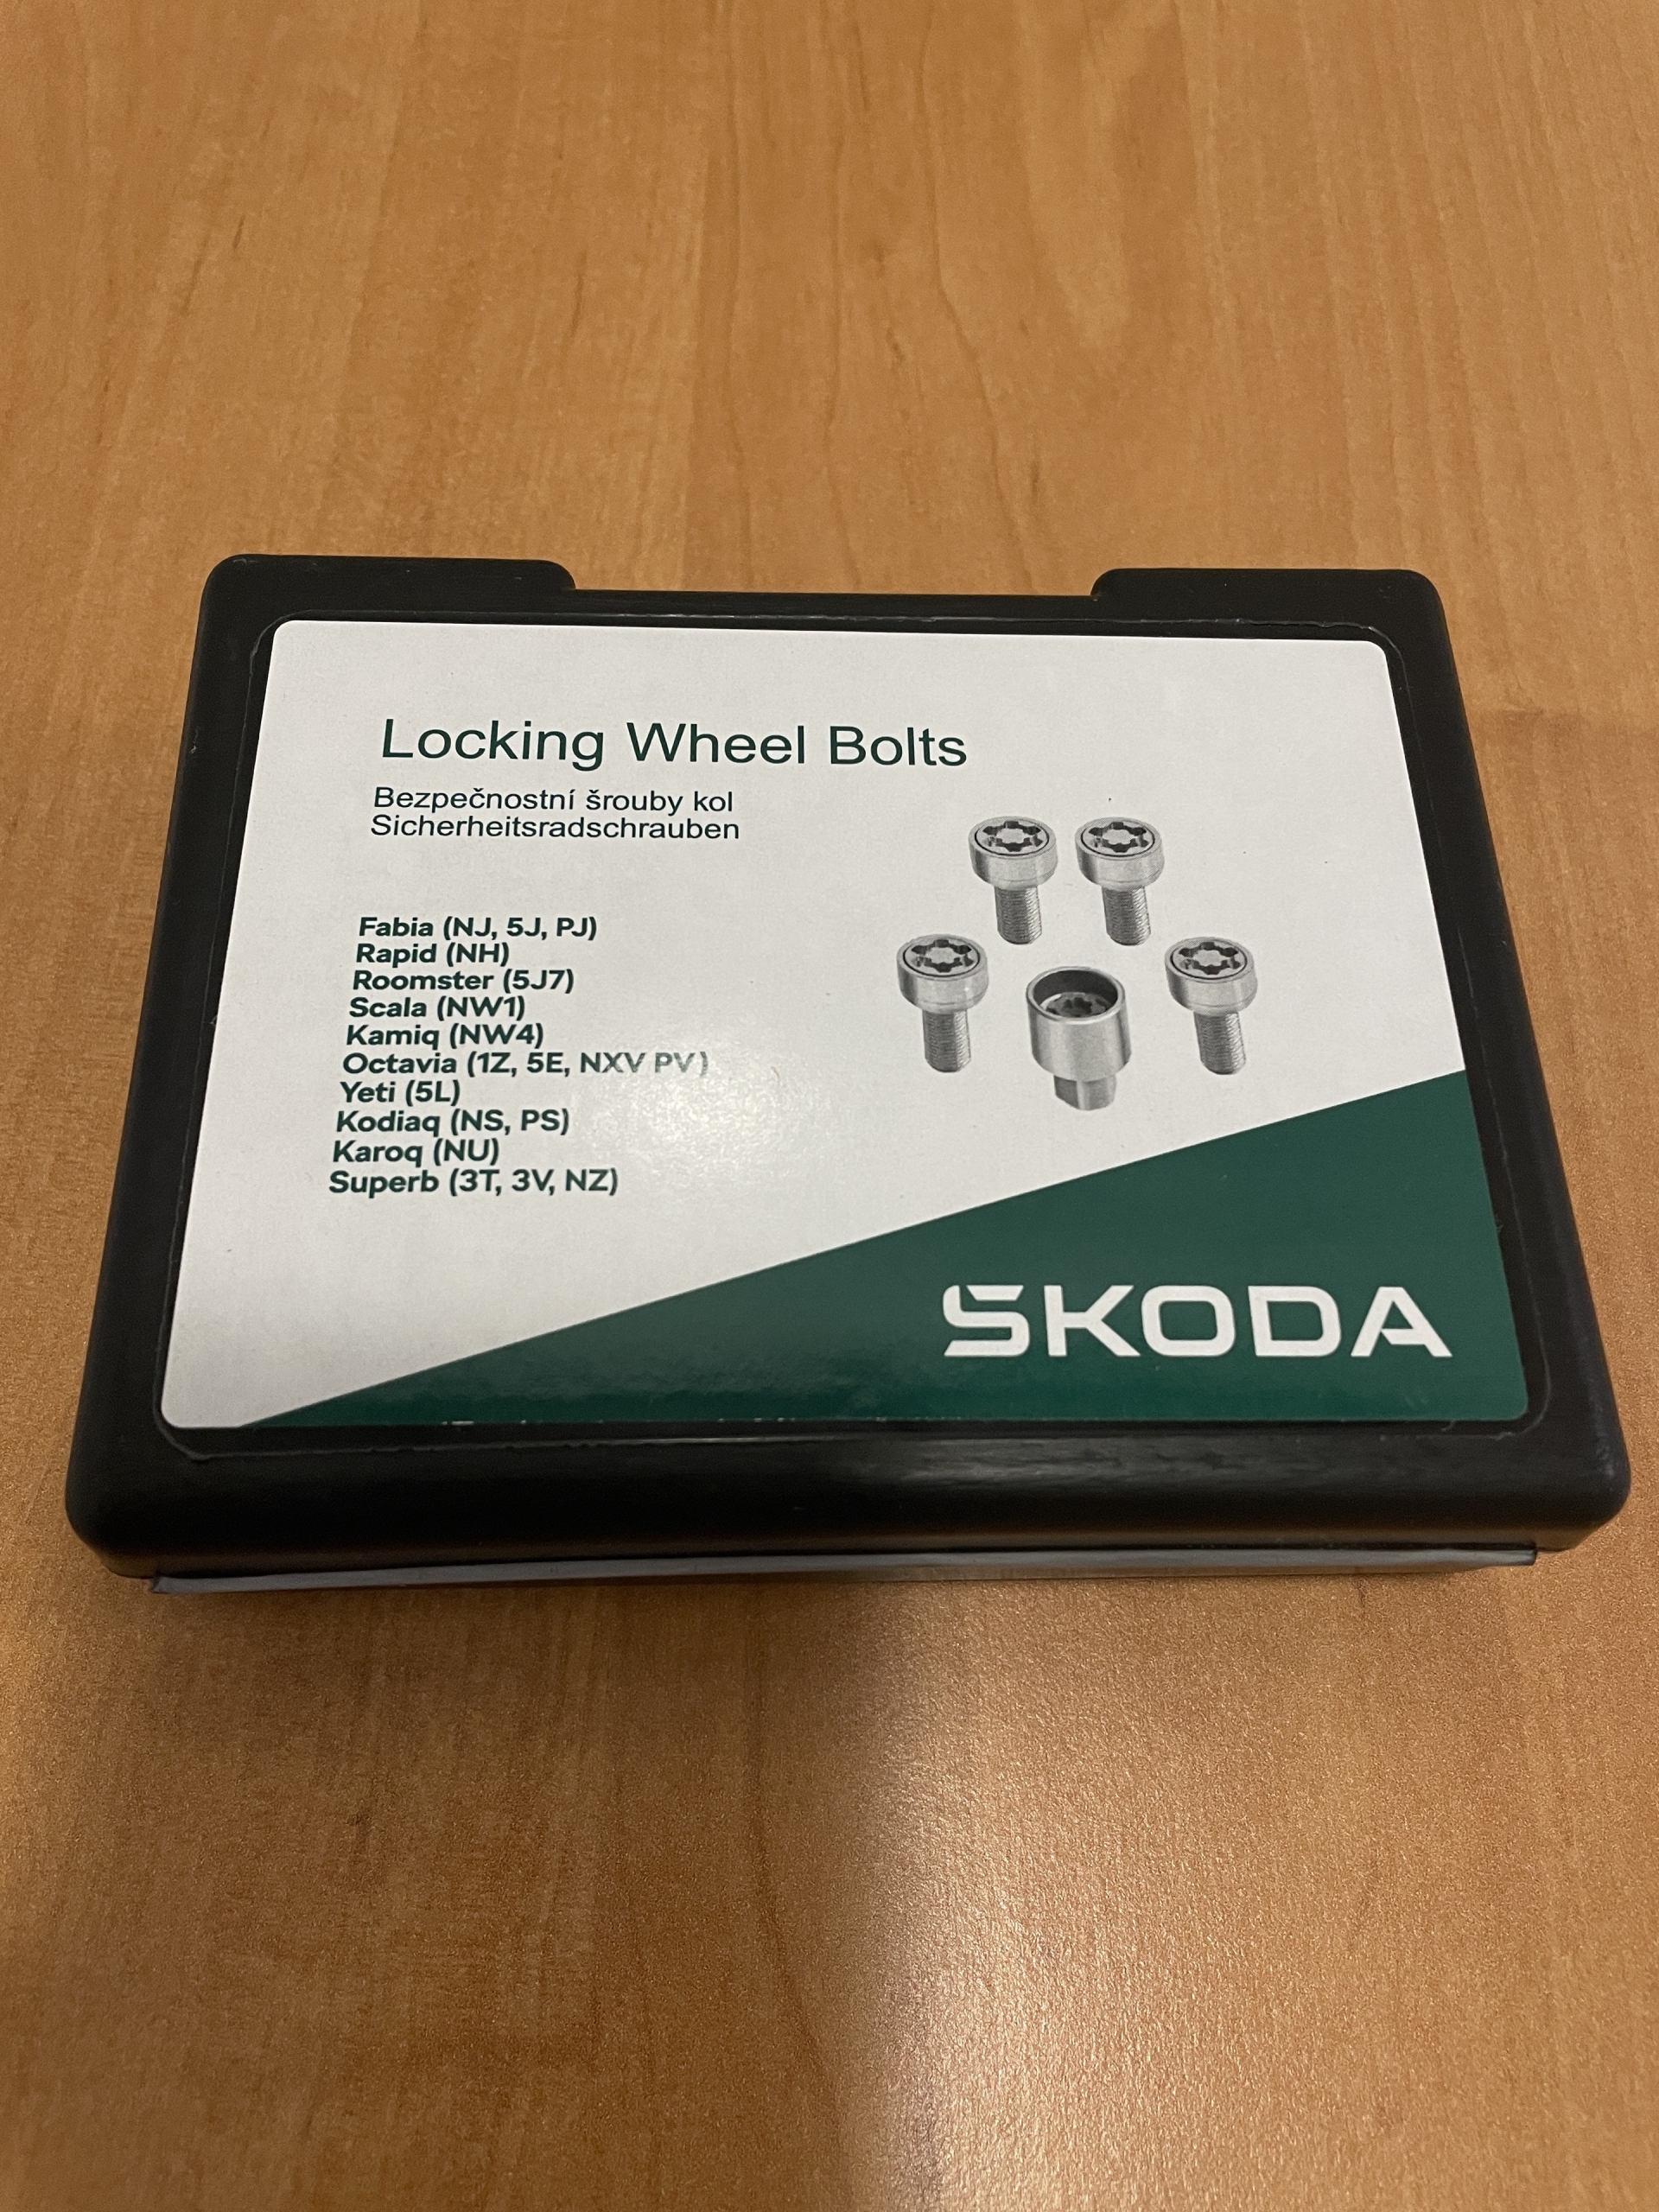 Locking Wheel Bolts
Bezpečnostní šrouby kol
Sicherheitsradschrauben
Fabia (NJ, 5J, PJ)
Rapid (NH)
Roomster (5J7)
Scala (NW1)
Kamiq (NW4)
Octavia (1Z, 5E, NXV PV)
Yeti (5L)
Kodiaq (NS, PS)
Karoq (NU)
Superb (3T, 3V, NZ)
ŠKODA